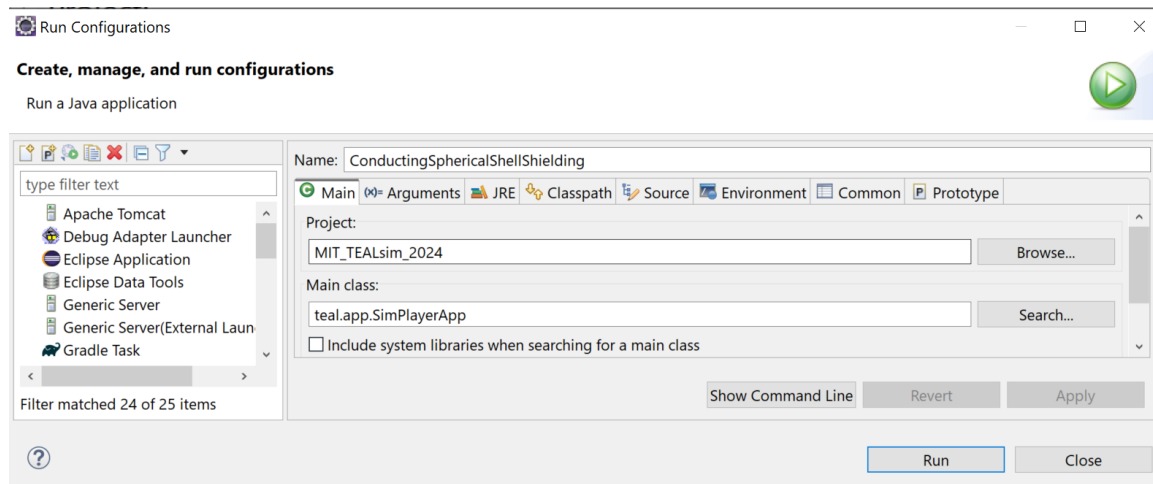 Run Configurations
Create, manage, and run configurations
Run a Java application
type filter text
Apache Tomcat
Debug Adapter Launcher
Eclipse Application
Eclipse Data Tools
Generic Server
Generic Server(External Laun
Gradle Task
Filter matched 24 of 25 items
Name: ConductingSphericalShellShielding
Main (x)= Arguments JRE Classpath Source Environment Common P Prototype
Project:
MIT_TEALsim_2024 Browse...
Main class:
teal.app.SimPlayerApp Search...
Include system libraries when searching for a main class
Show Command Line Revert Apply
Run Close